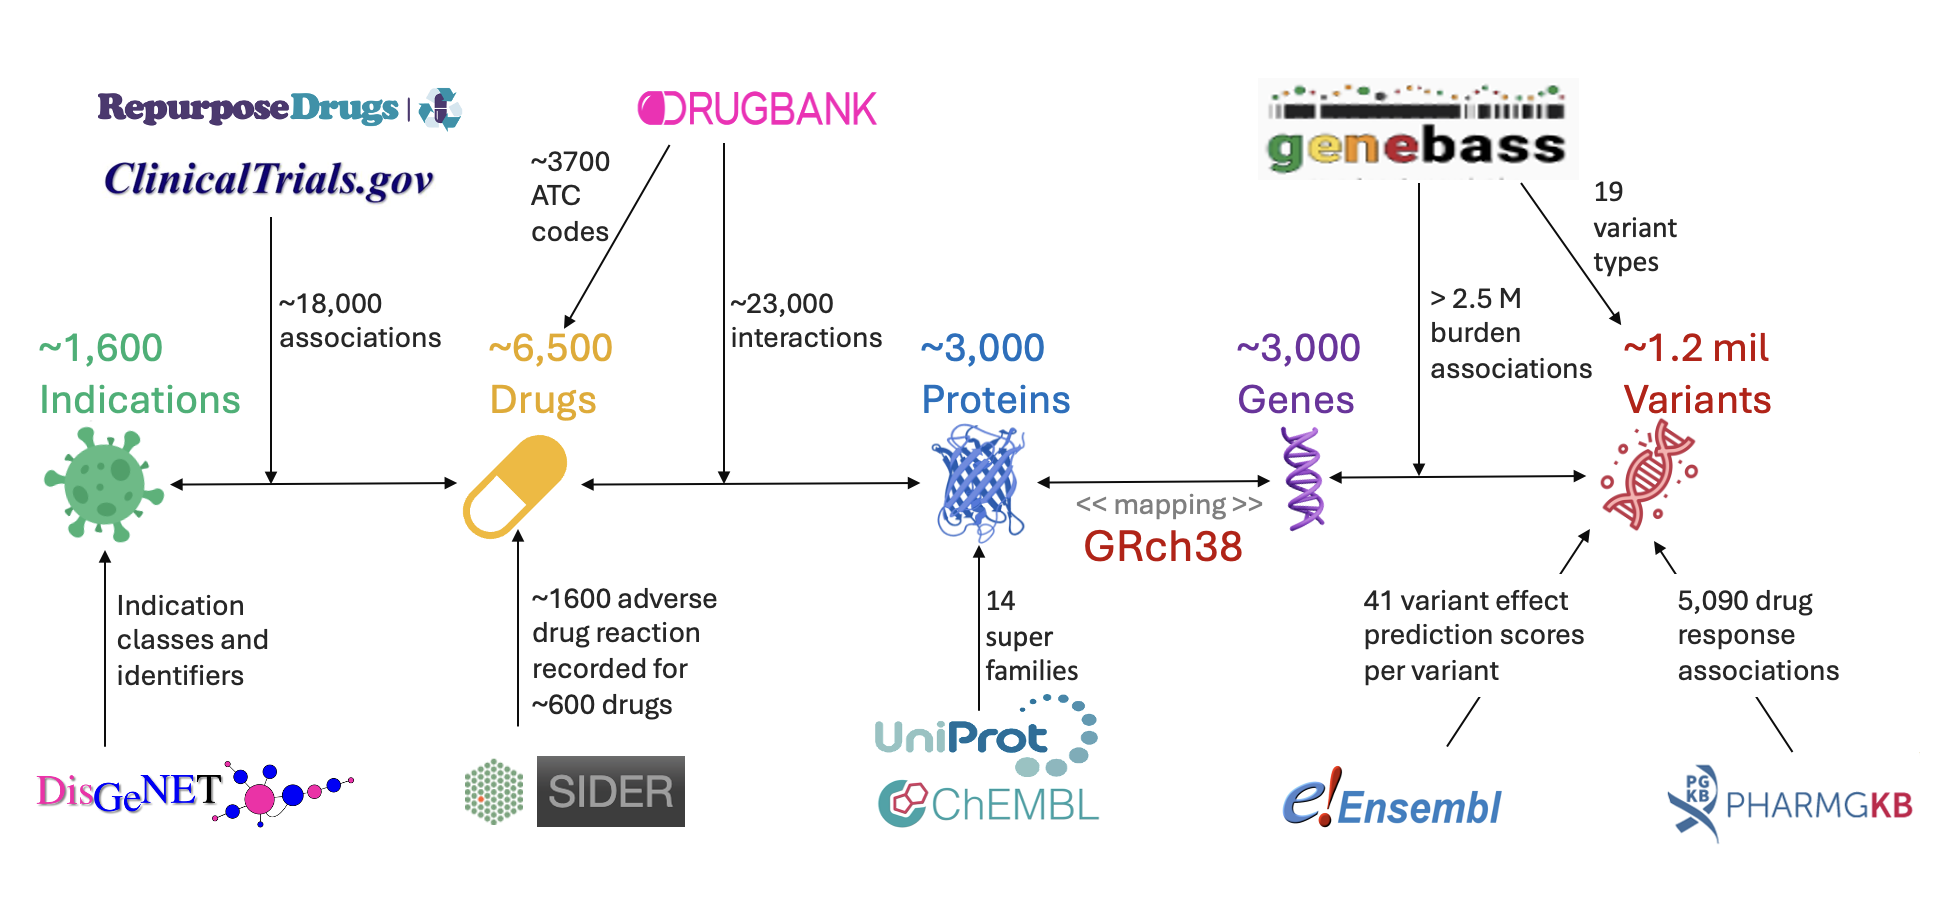 RepurposeDrugs
ClinicalTrials.gov
DRUGBANK
genebass
~3700
ATC
codes
19
variant
types
~18,000
associations
~23,000
interactions
> 2.5 M
burden
associations
~1,600
Indications
~6,500
Drugs
~3,000
Proteins
~3,000
Genes
~1.2 mil
Variants
<< mapping >>
GRch38
Indication
classes and
identifiers
~1600 adverse
drug reaction
recorded for
~600 drugs
14
super
families
41 variant effect
prediction scores
per variant
5,090 drug
response
associations
DisGeNET
SIDER
UniProt
ChEMBL
e!Ensembl
PG
KB
PHARMGKB